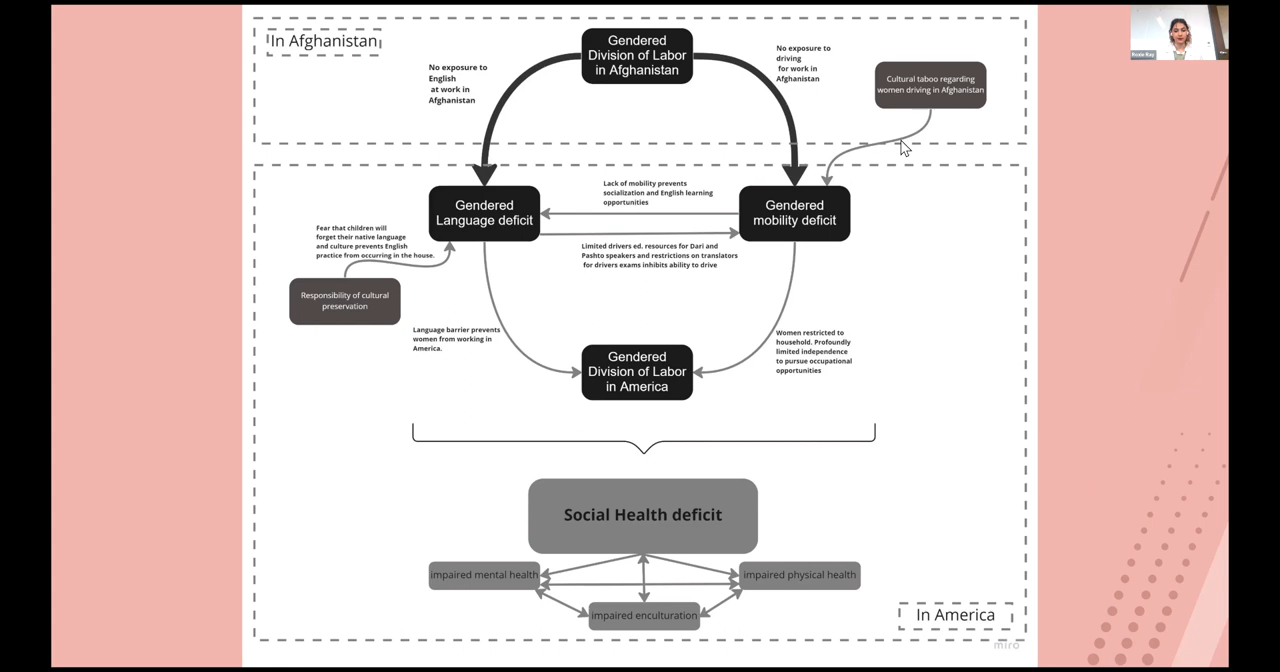 In Afghanistan
Gendered
Division of Labor
in Afghanistan
No exposure to
English
at work in
Afghanistan
No exposure to
driving
for work in
Afghanistan
Cultural taboo regarding
women driving in Afghanistan
Rosie Ray
Gendered
Language deficit
Lack of mobility prevents
socialization and English learning
opportunities
Gendered
mobility deficit
Limited drivers ed. resources for Dari and
Pashto speakers and restrictions on translators
for drivers exams inhibits ability to drive
Fear that children will
forget their native language
and culture prevents English
practice from occurring in the house.
Responsibility of cultural
preservation
Language barrier prevents
women from working in
America.
Gendered
Division of Labor
in America
Women restricted to
household. Profoundly
limited independence
to pursue occupational
opportunities
Social Health deficit
impaired mental health
impaired physical health
impaired enculturation
In America
miro